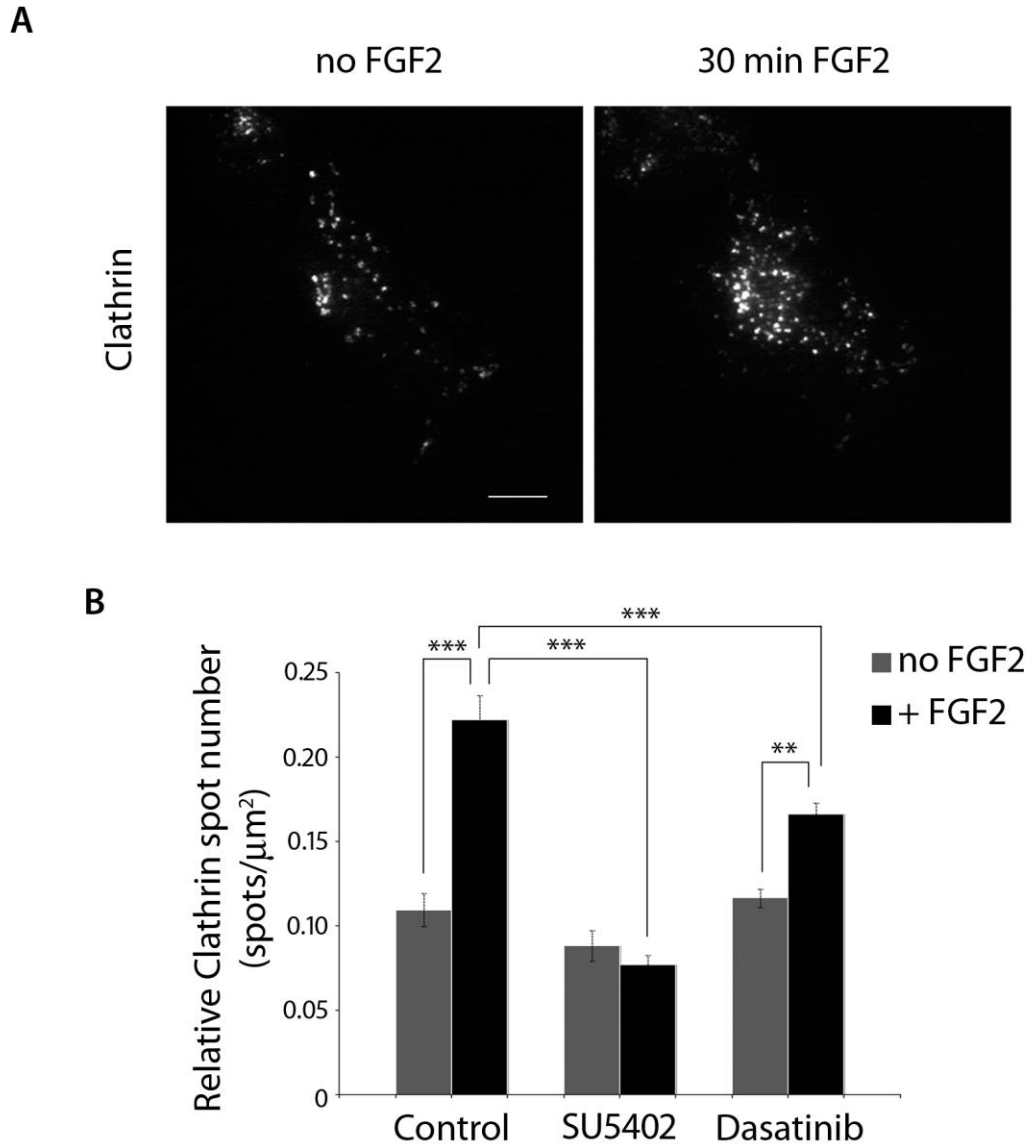 A
no FGF2
30 min FGF2
Clathrin
B
***
***
***
**
no FGF2
+ FGF2
Relative Clathrin spot number
(spots/μm²)
0.25
0.20
0.15
0.10
0.05
0
Control
SU5402
Dasatinib